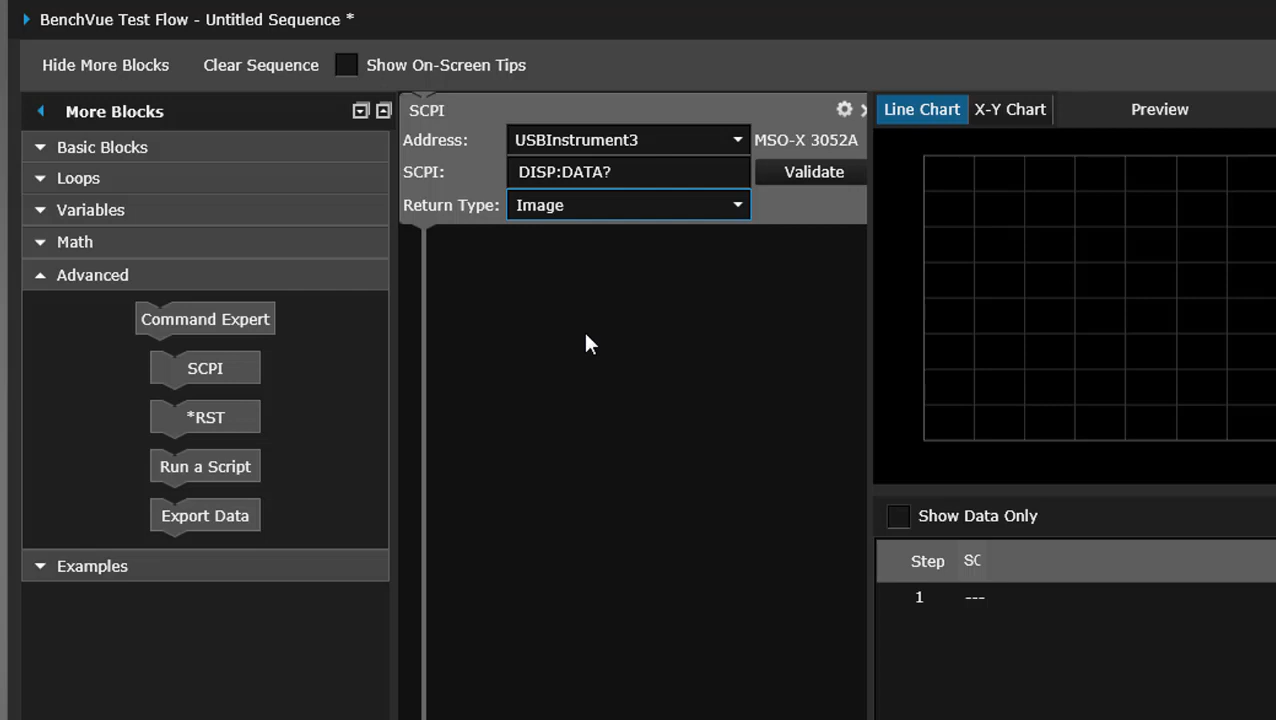 BenchVue Test Flow - Untitled Sequence *
Hide More Blocks Clear Sequence Show On-Screen Tips
More Blocks
Basic Blocks
Loops
Variables
Math
Advanced
Command Expert
SCPI
*RST
Run a Script
Export Data
Examples
SCPI
Address: USBInstrument3 MSO-X 3052A
SCPI: DISP:DATA? Validate
Return Type: Image
Line Chart X-Y Chart Preview
Show Data Only
Step SC
1 ---